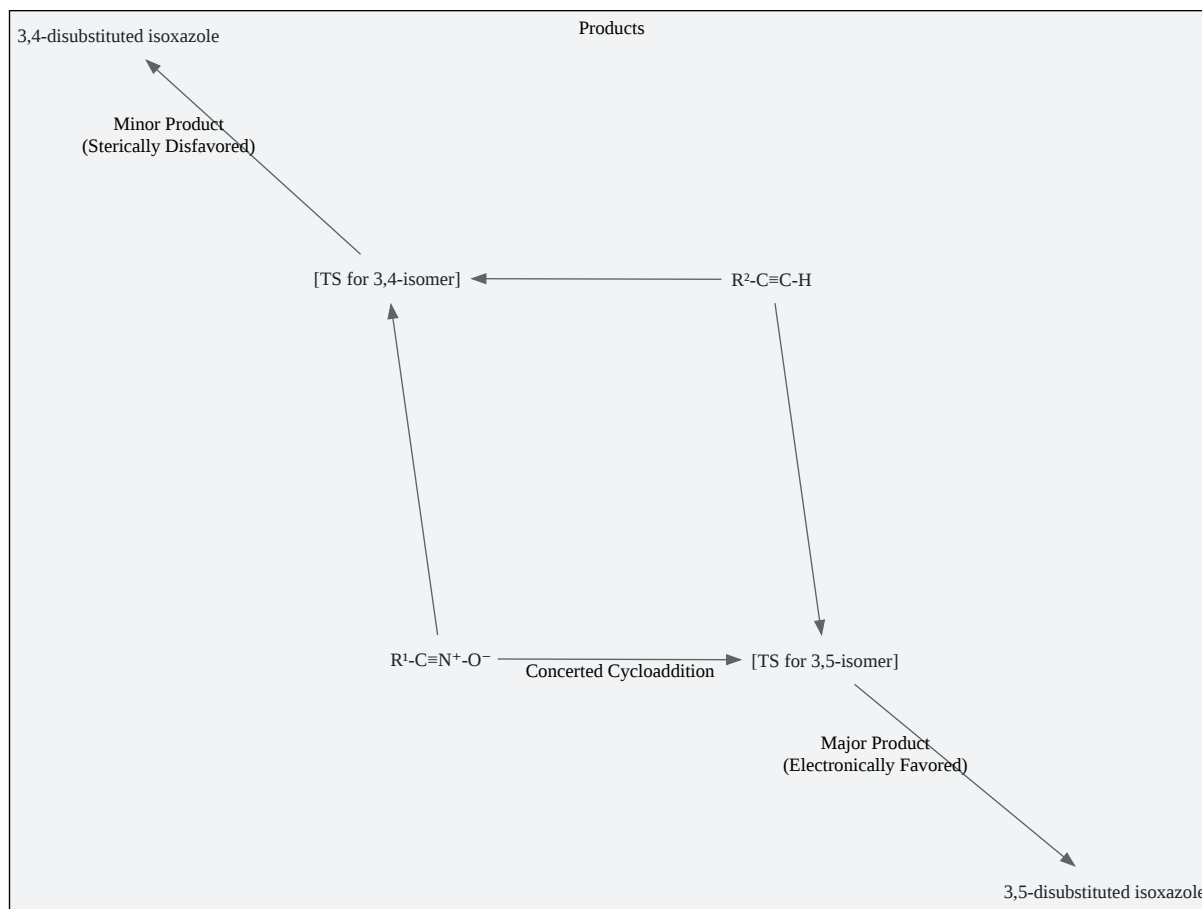 Products
3,4-disubstituted isoxazole
Minor Product
(Sterically Disfavored)
[TS for 3,4-isomer]
R²-C≡C-H
R¹-C≡N⁺-O⁻
Concerted Cycloaddition
[TS for 3,5-isomer]
Major Product
(Electronically Favored)
3,5-disubstituted isoxazole